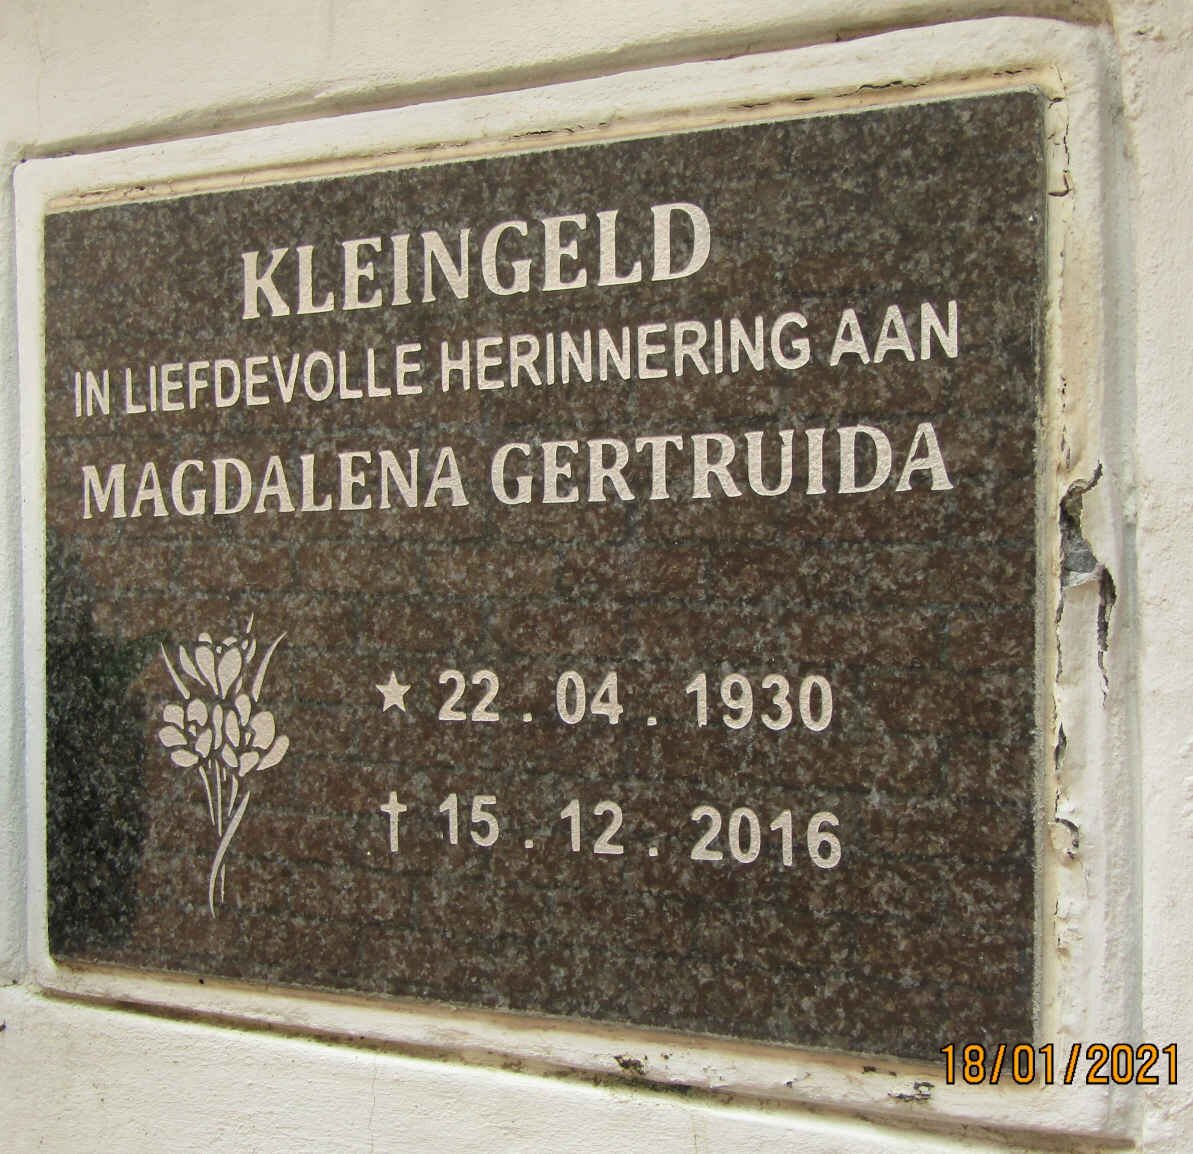 KLEINGELD
IN LIEFDEVOLLE HERINNERING AAN
MAGDALENA GERTRUIDA
★ 22 . 04 . 1930
✝ 15 . 12 . 2016
18/01/2021